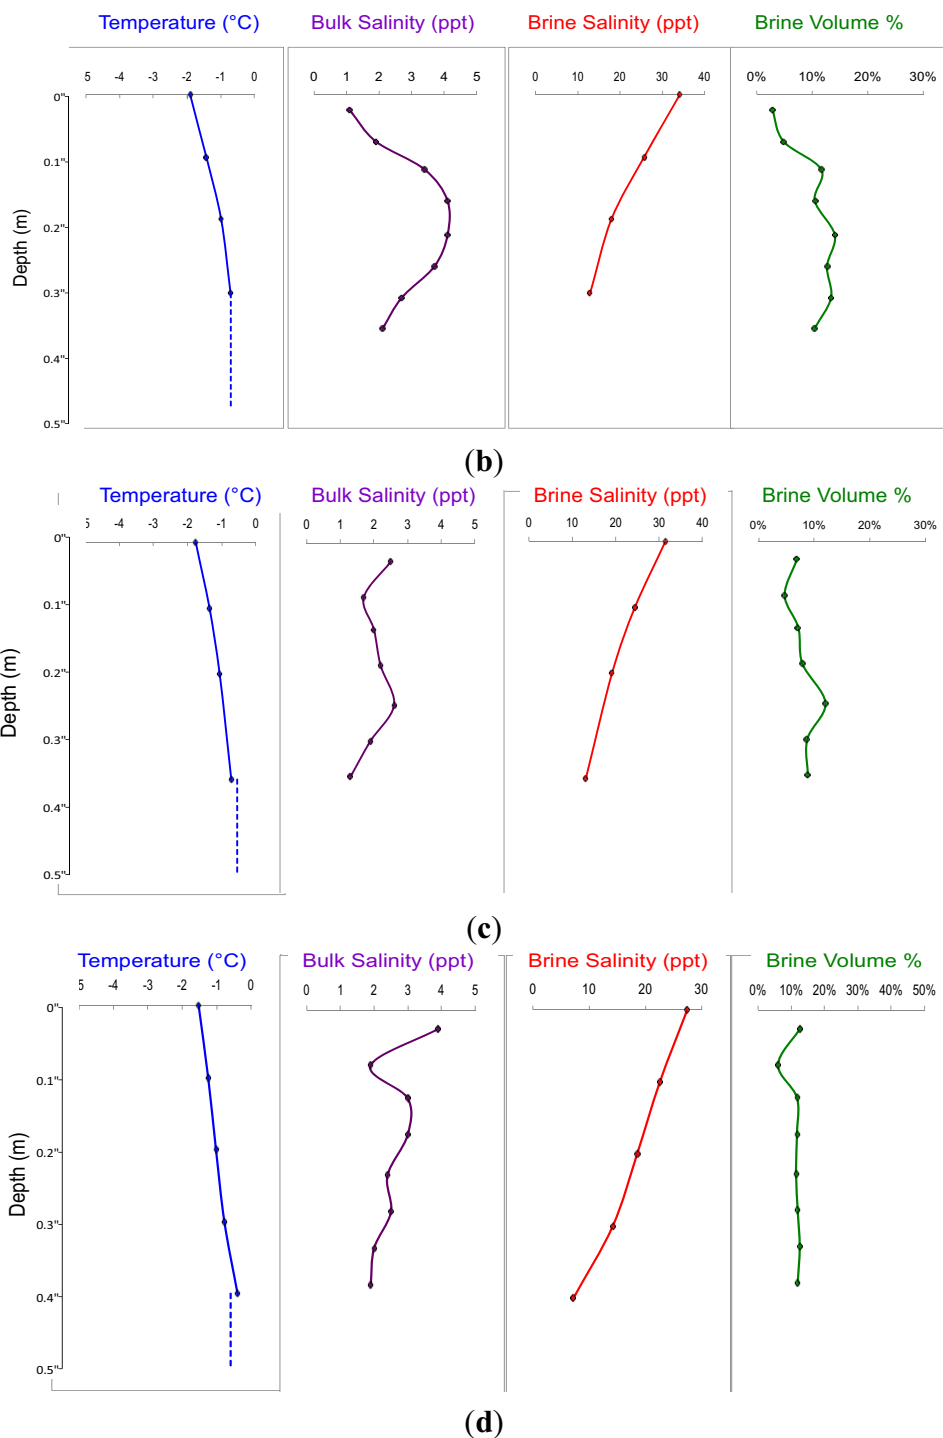 Temperature (°C) Bulk Salinity (ppt) Brine Salinity (ppt) Brine Volume %
5 -4 -3 -2 -1 0 0 1 2 3 4 5 0 10 20 30 40 0% 10% 20% 30%
0"
0.1"
0.2"
0.3"
0.4"
0.5"
Depth (m)
(b)
Temperature (°C) Bulk Salinity (ppt) Brine Salinity (ppt) Brine Volume %
5 -4 -3 -2 -1 0 0 1 2 3 4 5 0 10 20 30 40 0% 10% 20% 30%
0"
0.1"
0.2"
0.3"
0.4"
0.5"
Depth (m)
(c)
Temperature (°C) Bulk Salinity (ppt) Brine Salinity (ppt) Brine Volume %
-5 -4 -3 -2 -1 0 0 1 2 3 4 5 0 10 20 30 0% 10% 20% 30% 40% 50%
0"
0.1"
0.2"
0.3"
0.4"
0.5"
Depth (m)
(d)